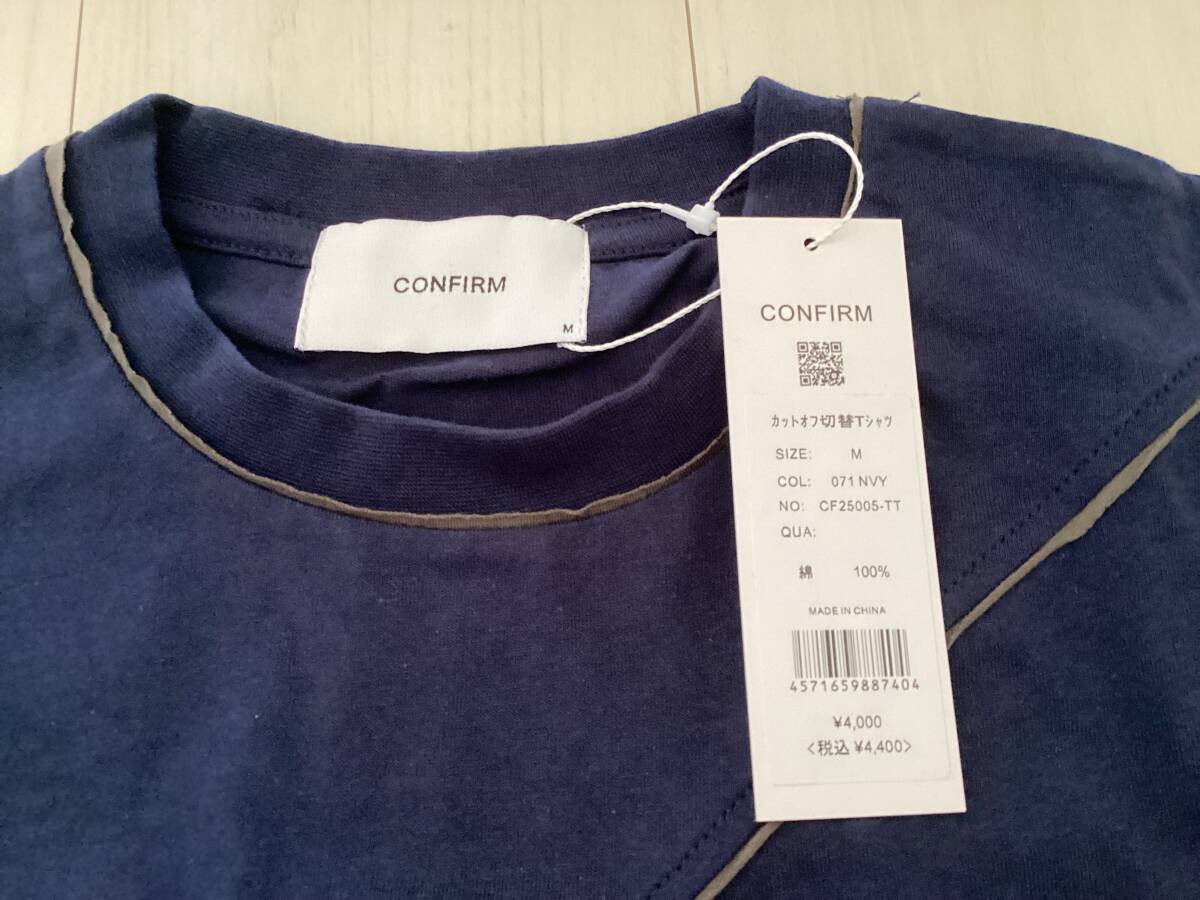 CONFIRM
M
CONFIRM
カットオフ切替Tシャツ
SIZE: M
COL: 071 NVY
NO: CF25005-TT
QUA:
綿 100%
MADE IN CHINA
4571659887404
¥4,000
<税込 ¥4,400>